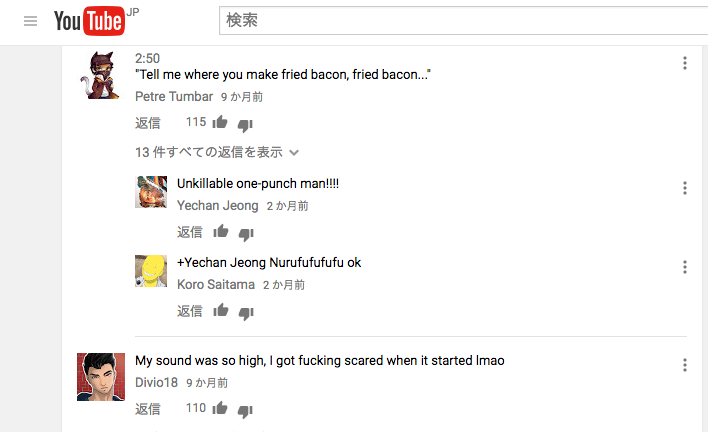 YouTube JP
検索
2:50
"Tell me where you make fried bacon, fried bacon..."
Petre Tumbar 9 か月前
返信 115
13 件すべての返信を表示
Unkillable one-punch man!!!!
Yechan Jeong 2 か月前
返信
+Yechan Jeong Nurufufufufu ok
Koro Saitama 2 か月前
返信
My sound was so high, I got fucking scared when it started lmao
Divio18 9 か月前
返信 110